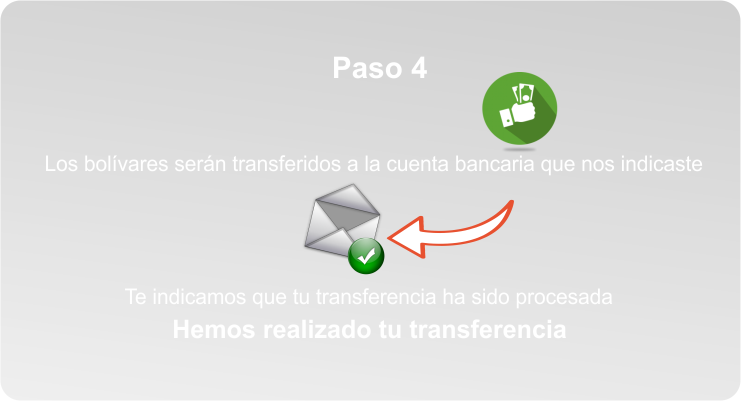 Paso 4
Los bolívares serán transferidos a la cuenta bancaria que nos indicaste
Te indicamos que tu transferencia ha sido procesada
Hemos realizado tu transferencia